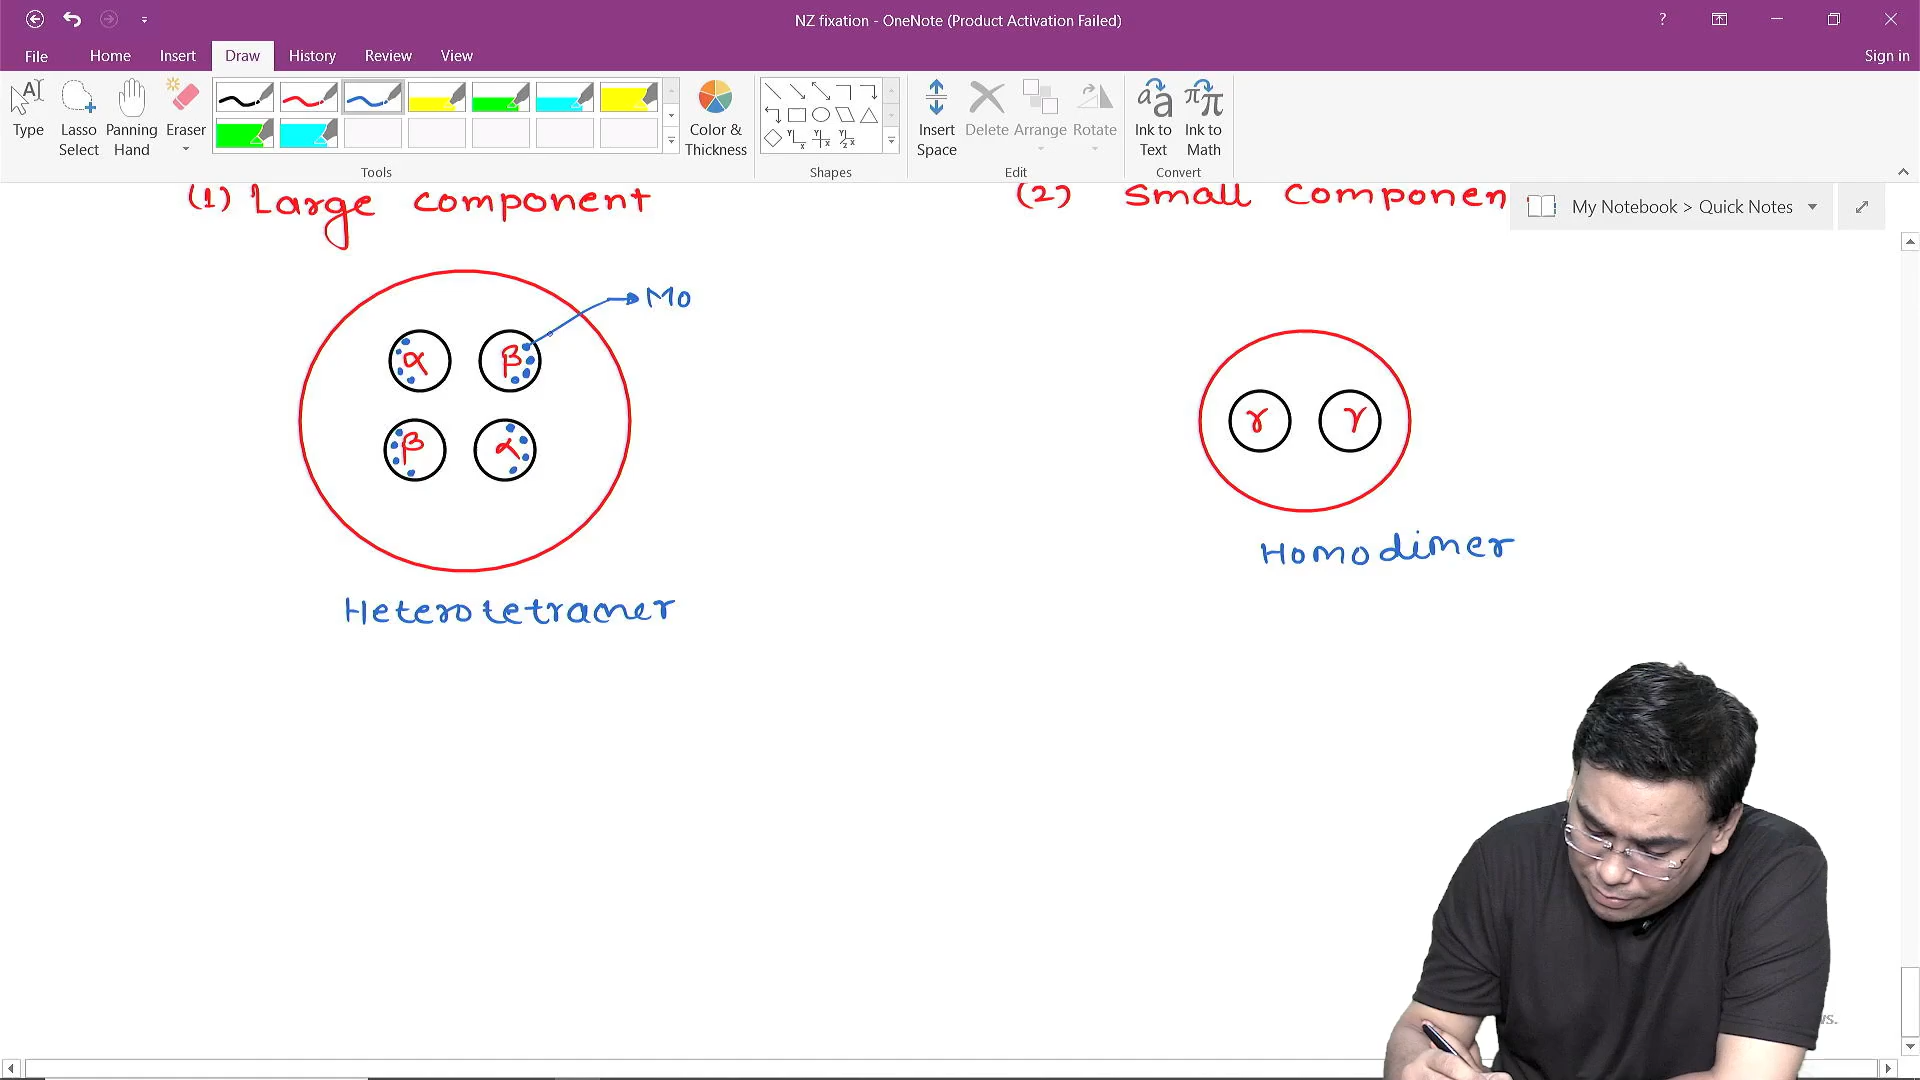 NZ fixation - OneNote (Product Activation Failed)
?
File
Home
Insert
Draw
History
Review
View
Sign in
Type
Lasso Select
Panning Hand
Eraser
Color & Thickness
Insert Space
Delete
Arrange
Rotate
Ink to Text
Ink to Math
Tools
Shapes
Edit
Convert
My Notebook > Quick Notes
(1) Large component
(2) Small Componen
Mo
α β
β α
γ γ
Homodimer
Heterotetramer